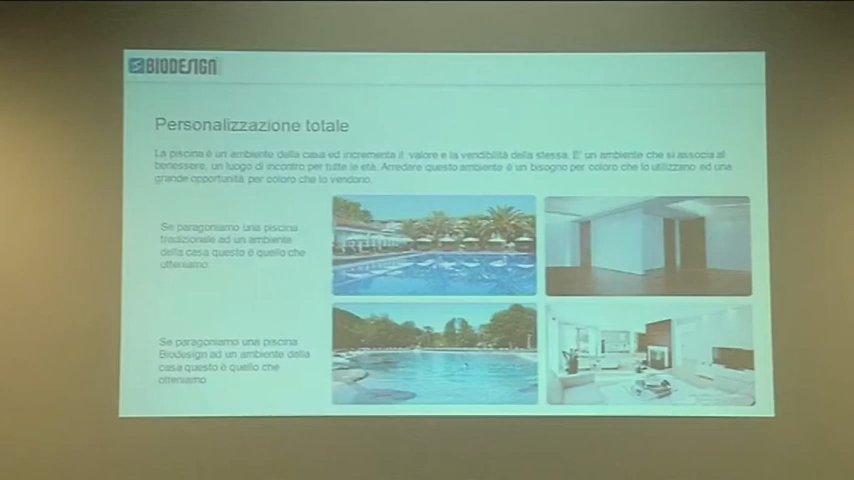 BIODESIGN
Personalizzazione totale
La piscina è un ambiente della casa ed incrementa il valore e la vendibilità della stessa. E' un ambiente che si associa al
benessere, un luogo di incontro per tutte le età. Arredare questo ambiente è un bisogno per coloro che lo utilizzano ed una
grande opportunità, per coloro che lo vendono.
Se paragoniamo una piscina
tradizionale ad un ambiente
della casa questo è quello che
otteniamo
Se paragoniamo una piscina
Biodesign ad un ambiente della
casa questo è quello che
otteniamo